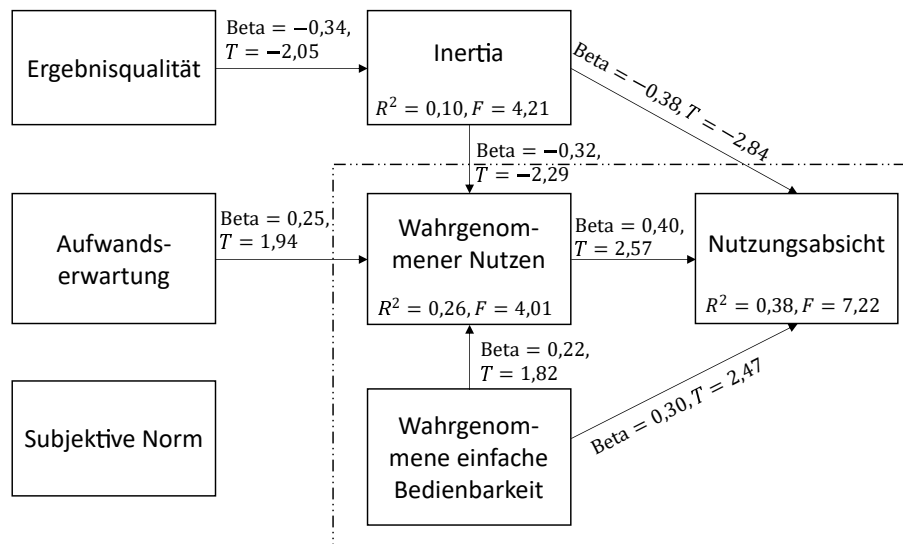 Beta = −0,34,
T = −2,05
Ergebnisqualität
Inertia
R² = 0,10, F = 4,21
Beta = −0,38, T = −2,84
Beta = −0,32,
T = −2,29
Aufwands-
erwartung
Beta = 0,25,
T = 1,94
Wahrgenom-
mener Nutzen
R² = 0,26, F = 4,01
Beta = 0,40,
T = 2,57
Nutzungsabsicht
R² = 0,38, F = 7,22
Beta = 0,22,
T = 1,82
Subjektive Norm
Wahrgenom-
mene einfache
Bedienbarkeit
Beta = 0,30, T = 2,47